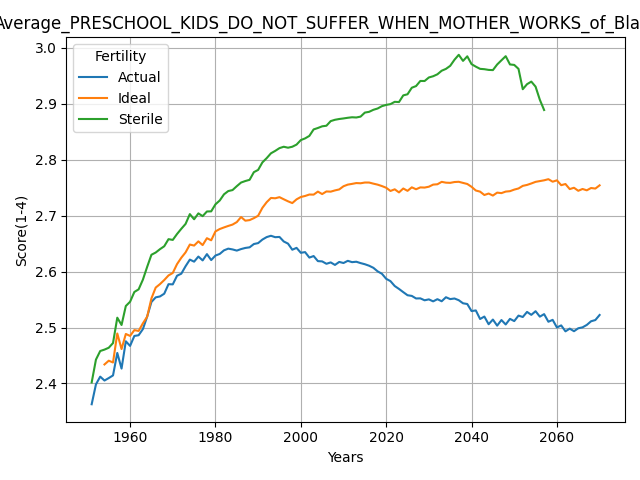 Average_PRESCHOOL_KIDS_DO_NOT_SUFFER_WHEN_MOTHER_WORKS_of_Bla
3.0
2.9
2.8
2.7
2.6
2.5
2.4
Score(1-4)
Fertility
Actual
Ideal
Sterile
1960 1980 2000 2020 2040 2060
Years